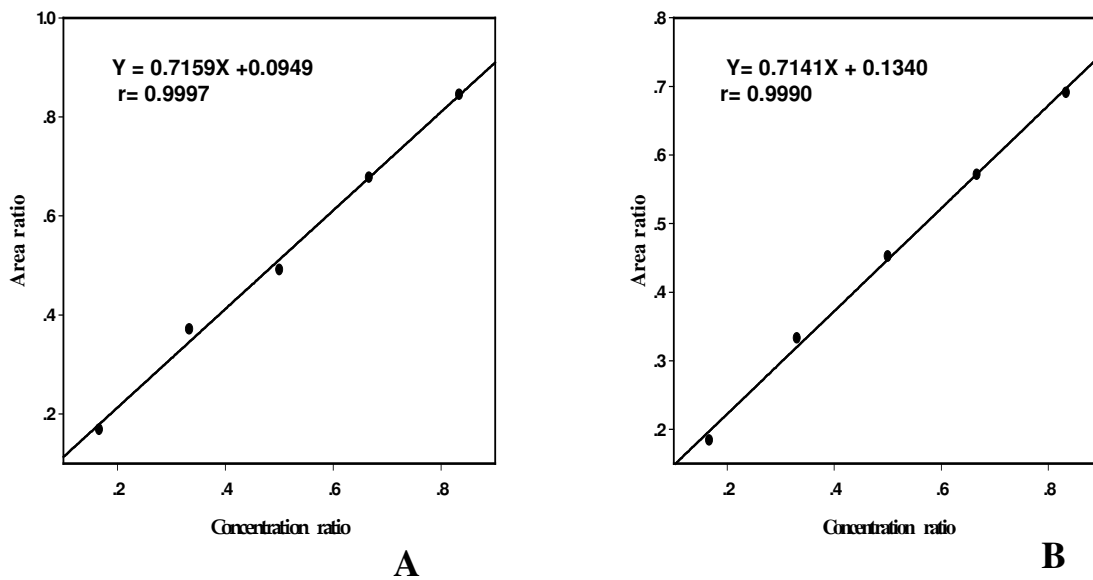 1.0
.8
.6
.4
.2
Area ratio
Y = 0.7159X +0.0949
r= 0.9997
.2 .4 .6 .8
Concentration ratio
A
.8
.7
.6
.5
.4
.3
.2
Area ratio
Y= 0.7141X + 0.1340
r= 0.9990
.2 .4 .6 .8
Concentration ratio
B